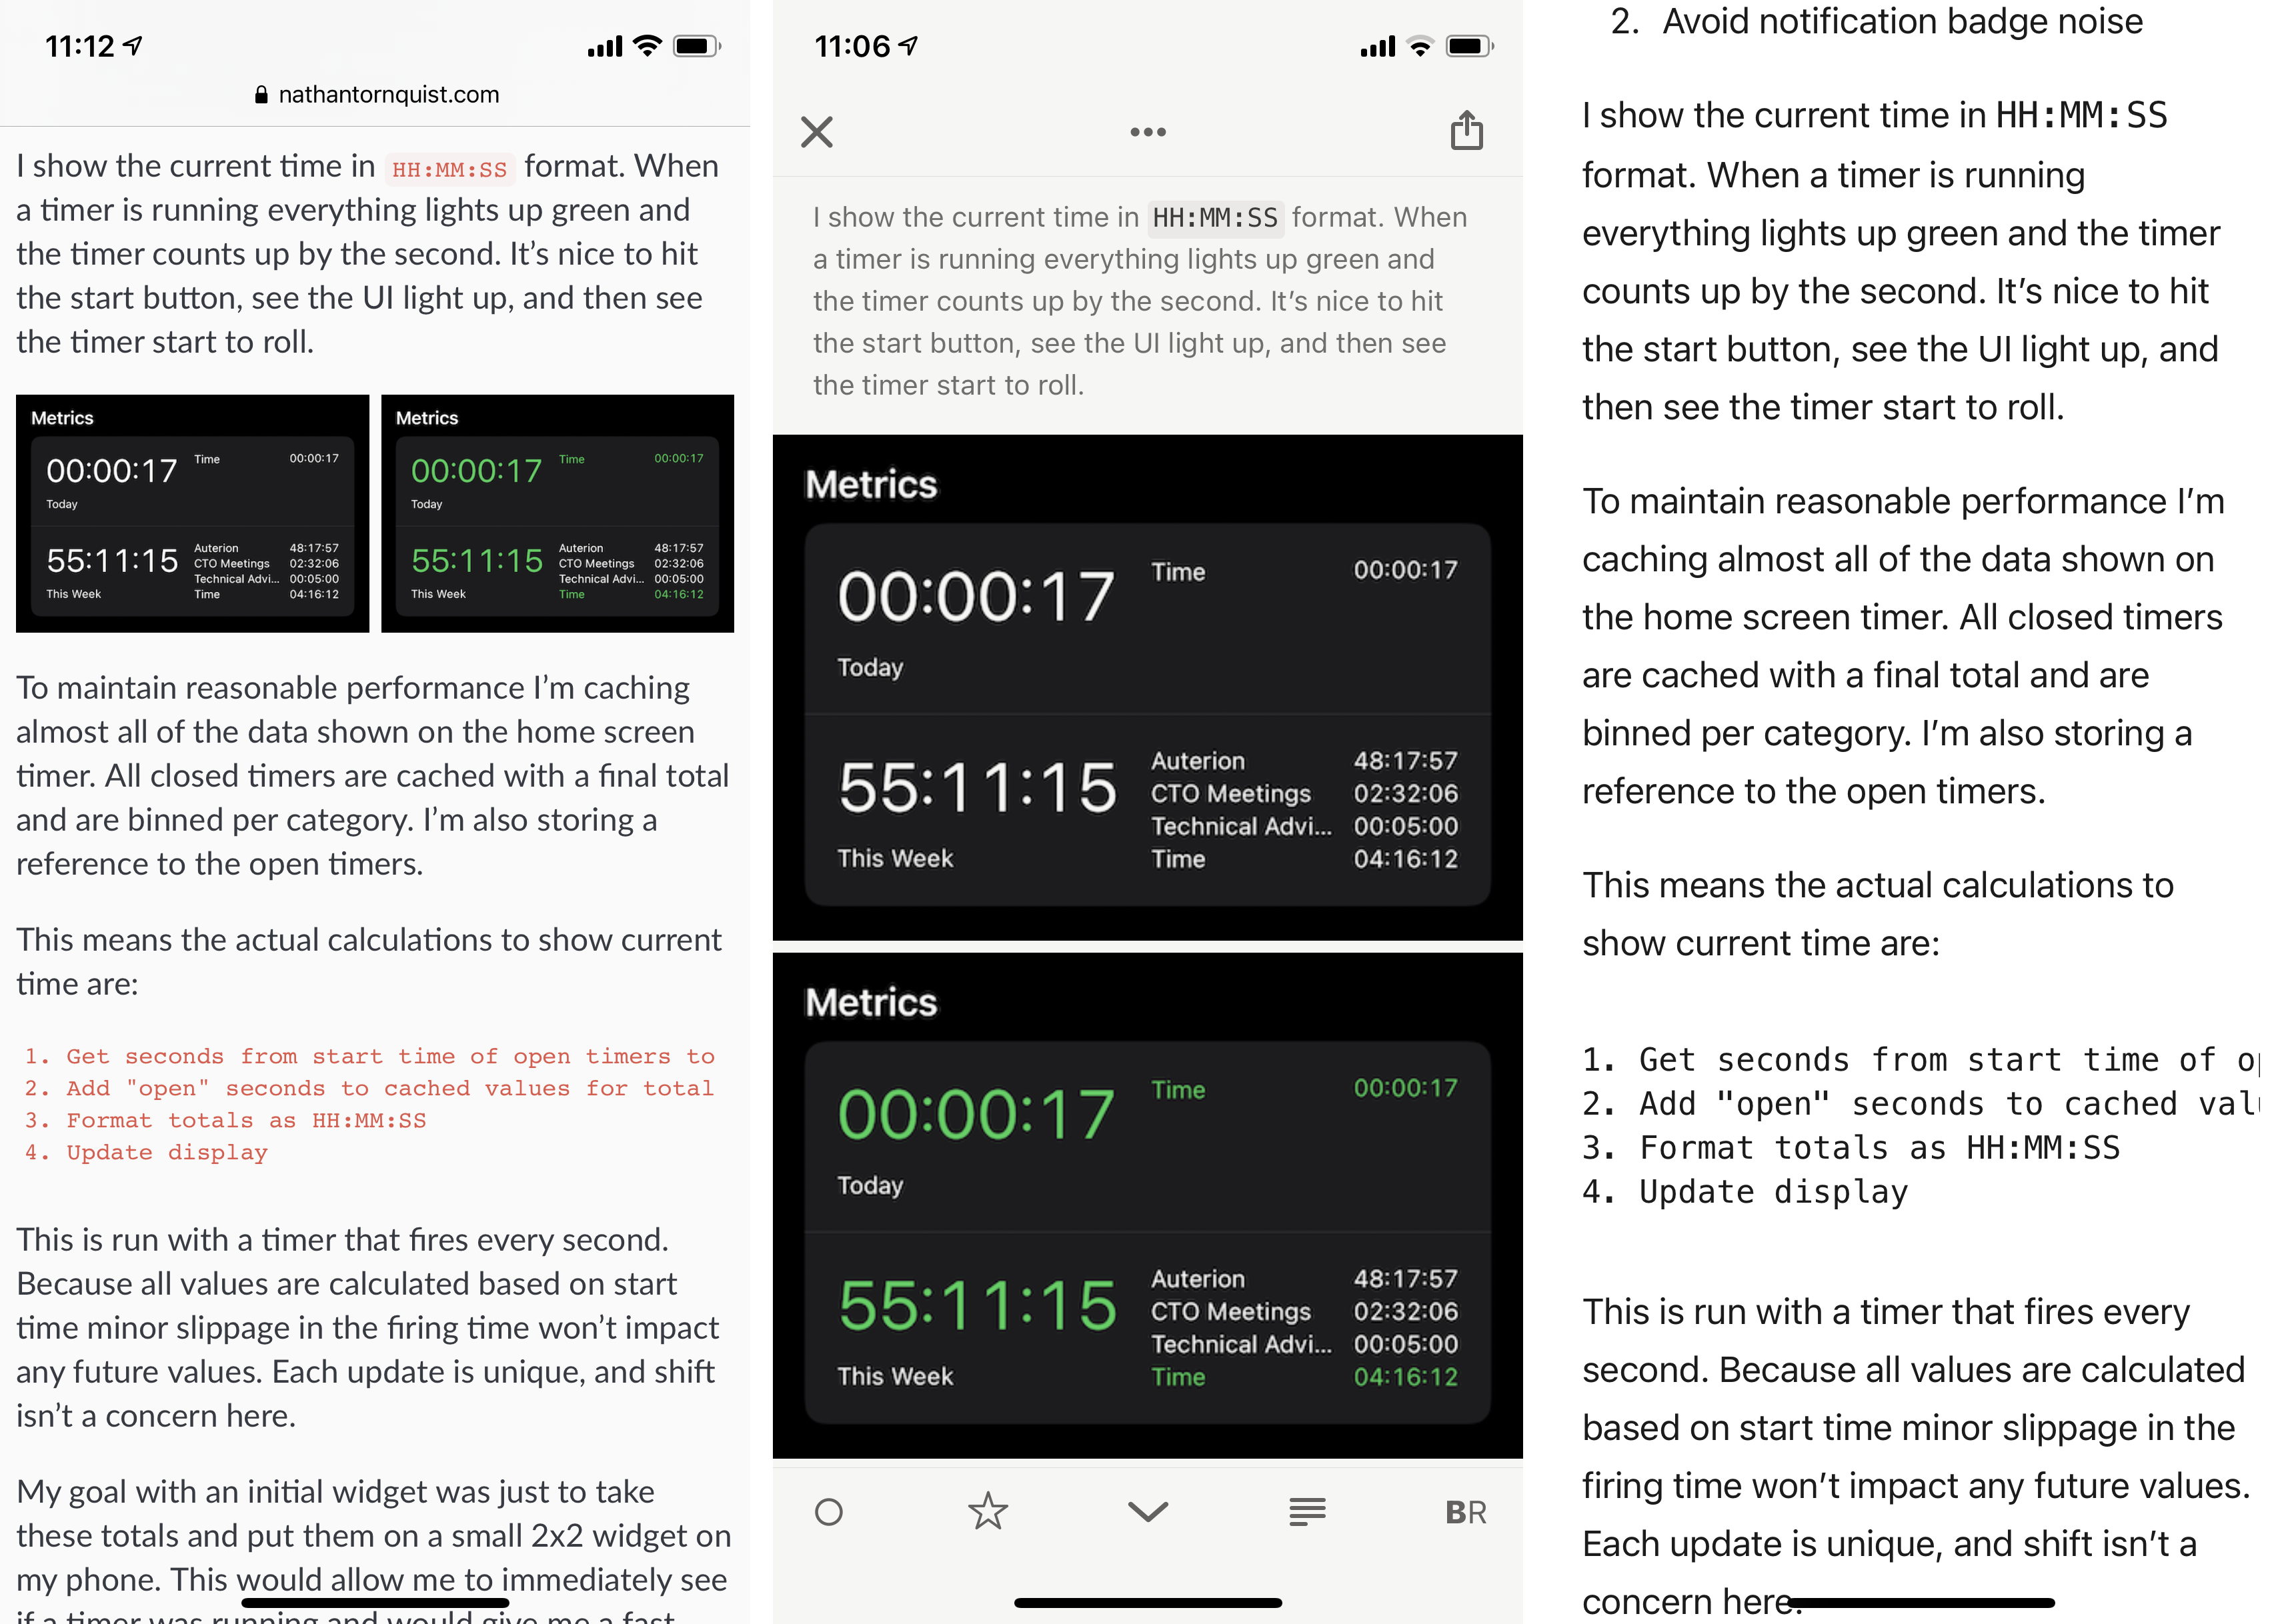 11:12
nathantornquist.com
I show the current time in HH:MM:SS format. When
a timer is running everything lights up green and
the timer counts up by the second. It’s nice to hit
the start button, see the UI light up, and then see
the timer start to roll.
Metrics
00:00:17 Time 00:00:17
Today
55:11:15 Auterion 48:17:57
CTO Meetings 02:32:06
Technical Advi... 00:05:00
This Week Time 04:16:12
Metrics
00:00:17 Time 00:00:17
Today
55:11:15 Auterion 48:17:57
CTO Meetings 02:32:06
Technical Advi... 00:05:00
This Week Time 04:16:12
To maintain reasonable performance I’m caching
almost all of the data shown on the home screen
timer. All closed timers are cached with a final total
and are binned per category. I’m also storing a
reference to the open timers.
This means the actual calculations to show current
time are:
1. Get seconds from start time of open timers to
2. Add "open" seconds to cached values for total
3. Format totals as HH:MM:SS
4. Update display
This is run with a timer that fires every second.
Because all values are calculated based on start
time minor slippage in the firing time won’t impact
any future values. Each update is unique, and shift
isn’t a concern here.
My goal with an initial widget was just to take
these totals and put them on a small 2x2 widget on
my phone. This would allow me to immediately see
if a timer was running and would give me a fast
11:06
I show the current time in HH:MM:SS format. When
a timer is running everything lights up green and
the timer counts up by the second. It’s nice to hit
the start button, see the UI light up, and then see
the timer start to roll.
Metrics
00:00:17 Time 00:00:17
Today
55:11:15 Auterion 48:17:57
CTO Meetings 02:32:06
Technical Advi... 00:05:00
This Week Time 04:16:12
Metrics
00:00:17 Time 00:00:17
Today
55:11:15 Auterion 48:17:57
CTO Meetings 02:32:06
Technical Advi... 00:05:00
This Week Time 04:16:12
BR
2. Avoid notification badge noise
I show the current time in HH:MM:SS
format. When a timer is running
everything lights up green and the timer
counts up by the second. It’s nice to hit
the start button, see the UI light up, and
then see the timer start to roll.
To maintain reasonable performance I’m
caching almost all of the data shown on
the home screen timer. All closed timers
are cached with a final total and are
binned per category. I’m also storing a
reference to the open timers.
This means the actual calculations to
show current time are:
1. Get seconds from start time of
2. Add "open" seconds to cached
3. Format totals as HH:MM:SS
4. Update display
This is run with a timer that fires every
second. Because all values are calculated
based on start time minor slippage in the
firing time won’t impact any future values.
Each update is unique, and shift isn’t a
concern here.